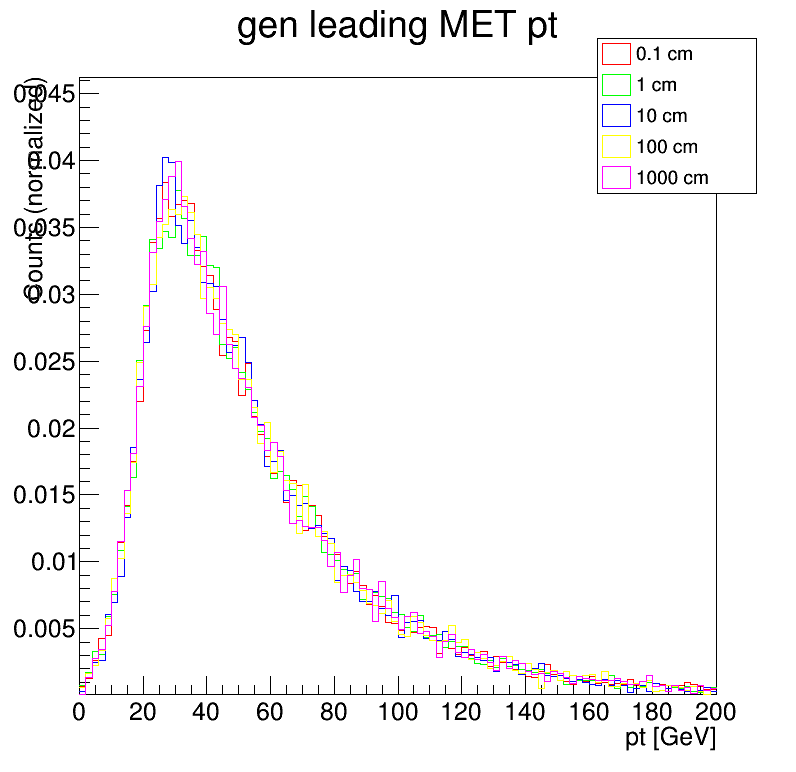 gen leading MET pt
0.1 cm
1 cm
10 cm
100 cm
1000 cm
Counts (normalized)
0.045
0.04
0.035
0.03
0.025
0.02
0.015
0.01
0.005
0 20 40 60 80 100 120 140 160 180 200
pt [GeV]